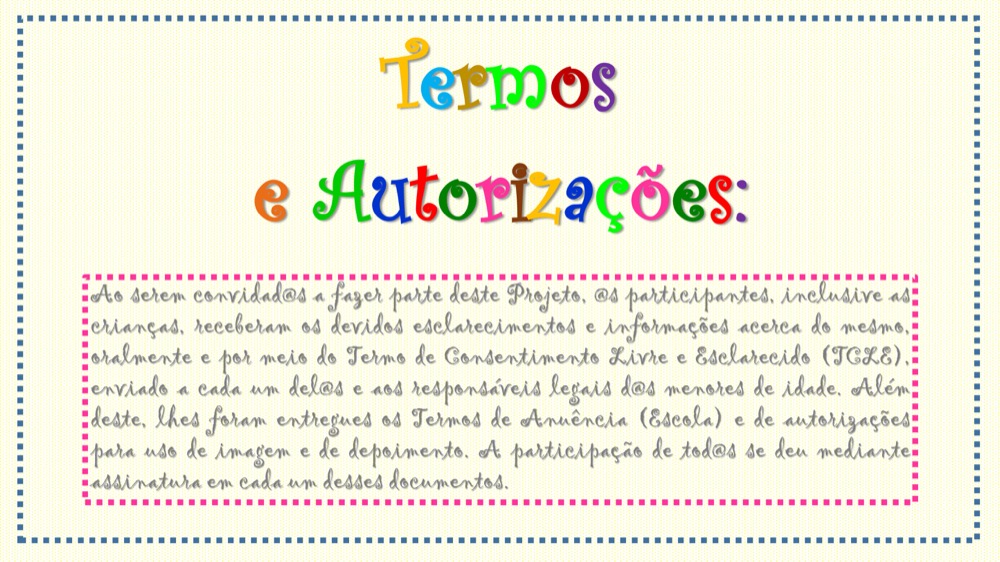 Termos
e Autorizações:
Ao serem convidad@s a fazer parte deste Projeto, @s participantes, inclusive as
crianças, receberam os devidos esclarecimentos e informações acerca do mesmo,
oralmente e por meio do Termo de Consentimento Livre e Esclarecido (TCLE),
enviado a cada um del@s e aos responsáveis legais d@s menores de idade. Além
deste, lhes foram entregues os Termos de Anuência (Escola) e de autorizações
para uso de imagem e de depoimento. A participação de tod@s se deu mediante
assinatura em cada um desses documentos.